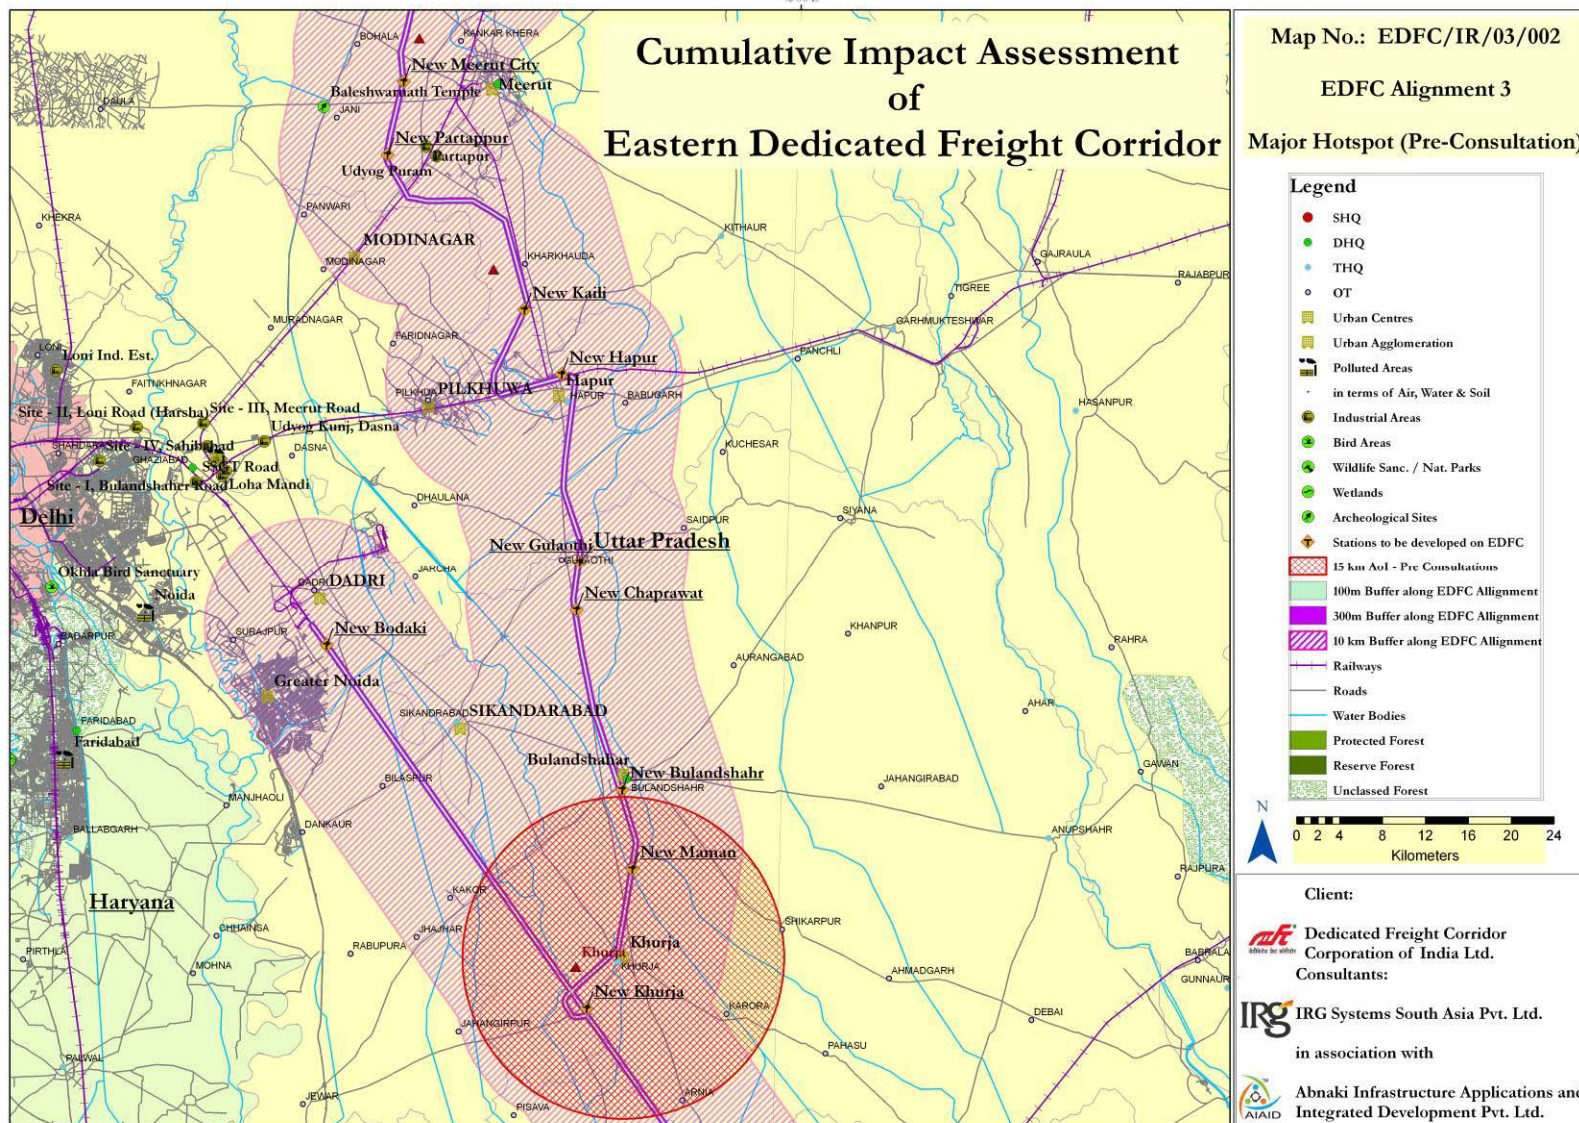 Cumulative Impact Assessment
of
Eastern Dedicated Freight Corridor
Map No.: EDFC/IR/03/002
EDFC Alignment 3
Major Hotspot (Pre-Consultation)
Legend
SHQ
DHQ
THQ
OT
Urban Centres
Urban Agglomeration
Polluted Areas
in terms of Air, Water & Soil
Industrial Areas
Bird Areas
Wildlife Sanc. / Nat. Parks
Wetlands
Archeological Sites
Stations to be developed on EDFC
15 km AoI - Pre Consultations
100m Buffer along EDFC Allignment
300m Buffer along EDFC Allignment
10 km Buffer along EDFC Allignment
Railways
Roads
Water Bodies
Protected Forest
Reserve Forest
Unclassed Forest
N
0 2 4 8 12 16 20 24
Kilometers
Client:
Dedicated Freight Corridor
Corporation of India Ltd.
Consultants:
IRG
IRG Systems South Asia Pvt. Ltd.
in association with
AIAID
Abnaki Infrastructure Applications and
Integrated Development Pvt. Ltd.
BOHALA
KANKAR KHERA
New Meerut City
Meerut
Baleshwarnath Temple
DAULA
JANI
New Partappur
Partapur
Udyog Puram
PANWARI
KHEKRA
MODINAGAR
MODINAGAR
KHARKHAUDA
KITHAUR
GAJRAULA
RAJABPUR
TIGREE
New Kaili
MURADNAGAR
GARHMUKTESHWAR
FARIDNAGAR
PANCHLI
LONI
Loni Ind. Est.
New Hapur
Hapur
HAPUR
FAITNKHNAGAR
PILKHUWA
PILKHUA
BABUGARH
HASANPUR
Site - II, Loni Road (Harsha)
Site - III, Meerut Road
Udyog Kunj, Dasna
SHAHDARA
Site - IV, Sahibabad
GHAZIABAD
DASNA
KUCHESAR
SSGT Road
Site - I, Bulandshaher Road
Loha Mandi
DHAULANA
SIYANA
Delhi
SAIDPUR
New Gulaothi
Uttar Pradesh
GULAOTHI
Okhla Bird Sanctuary
DADRI
DADRI
JARCHA
Noida
New Chaprawat
BADARPUR
SURAJPUR
New Bodaki
KHANPUR
RAHRA
AURANGABAD
Greater Noida
AHAR
SIKANDRABAD
SIKANDARABAD
FARIDABAD
Faridabad
Bulandshahar
New Bulandshahr
BULANDSHAHR
BILASPUR
JAHANGIRABAD
GAWAN
MANJHAOLI
BALLABGARH
DANKAUR
ANUPSHAHR
New Maman
RAJPURA
KAKOR
Haryana
SHIKARPUR
CHHAINSA
JHAJHAR
RABUPURA
PIRTHLA
Khurja
Khurja
KHURJA
MOHNA
AHMADGARH
BABRALA
GUNNAUR
New Khurja
KARORA
DEBAI
JAHANGIRPUR
PAHASU
PALWAL
JEWAR
PISAVA
ARNIA